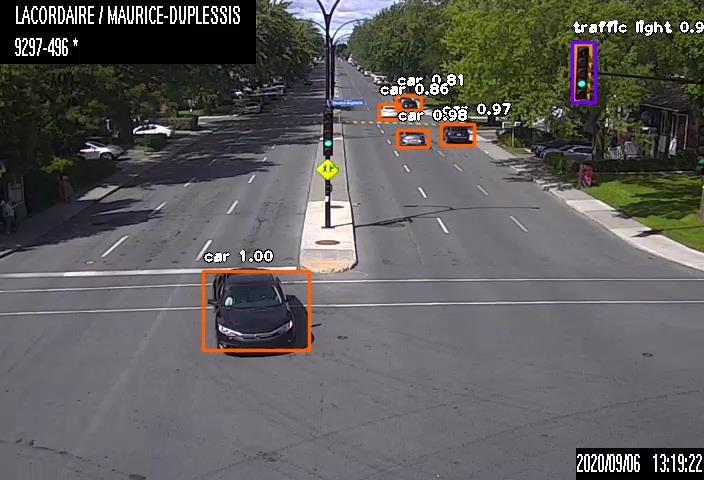 LACORDAIRE / MAURICE-DUPLESSIS
9297-496 *
traffic light 0.9
car 0.81
car 0.86
car 0.97
car 0.98
car 1.00
2020/09/06 13:19:22